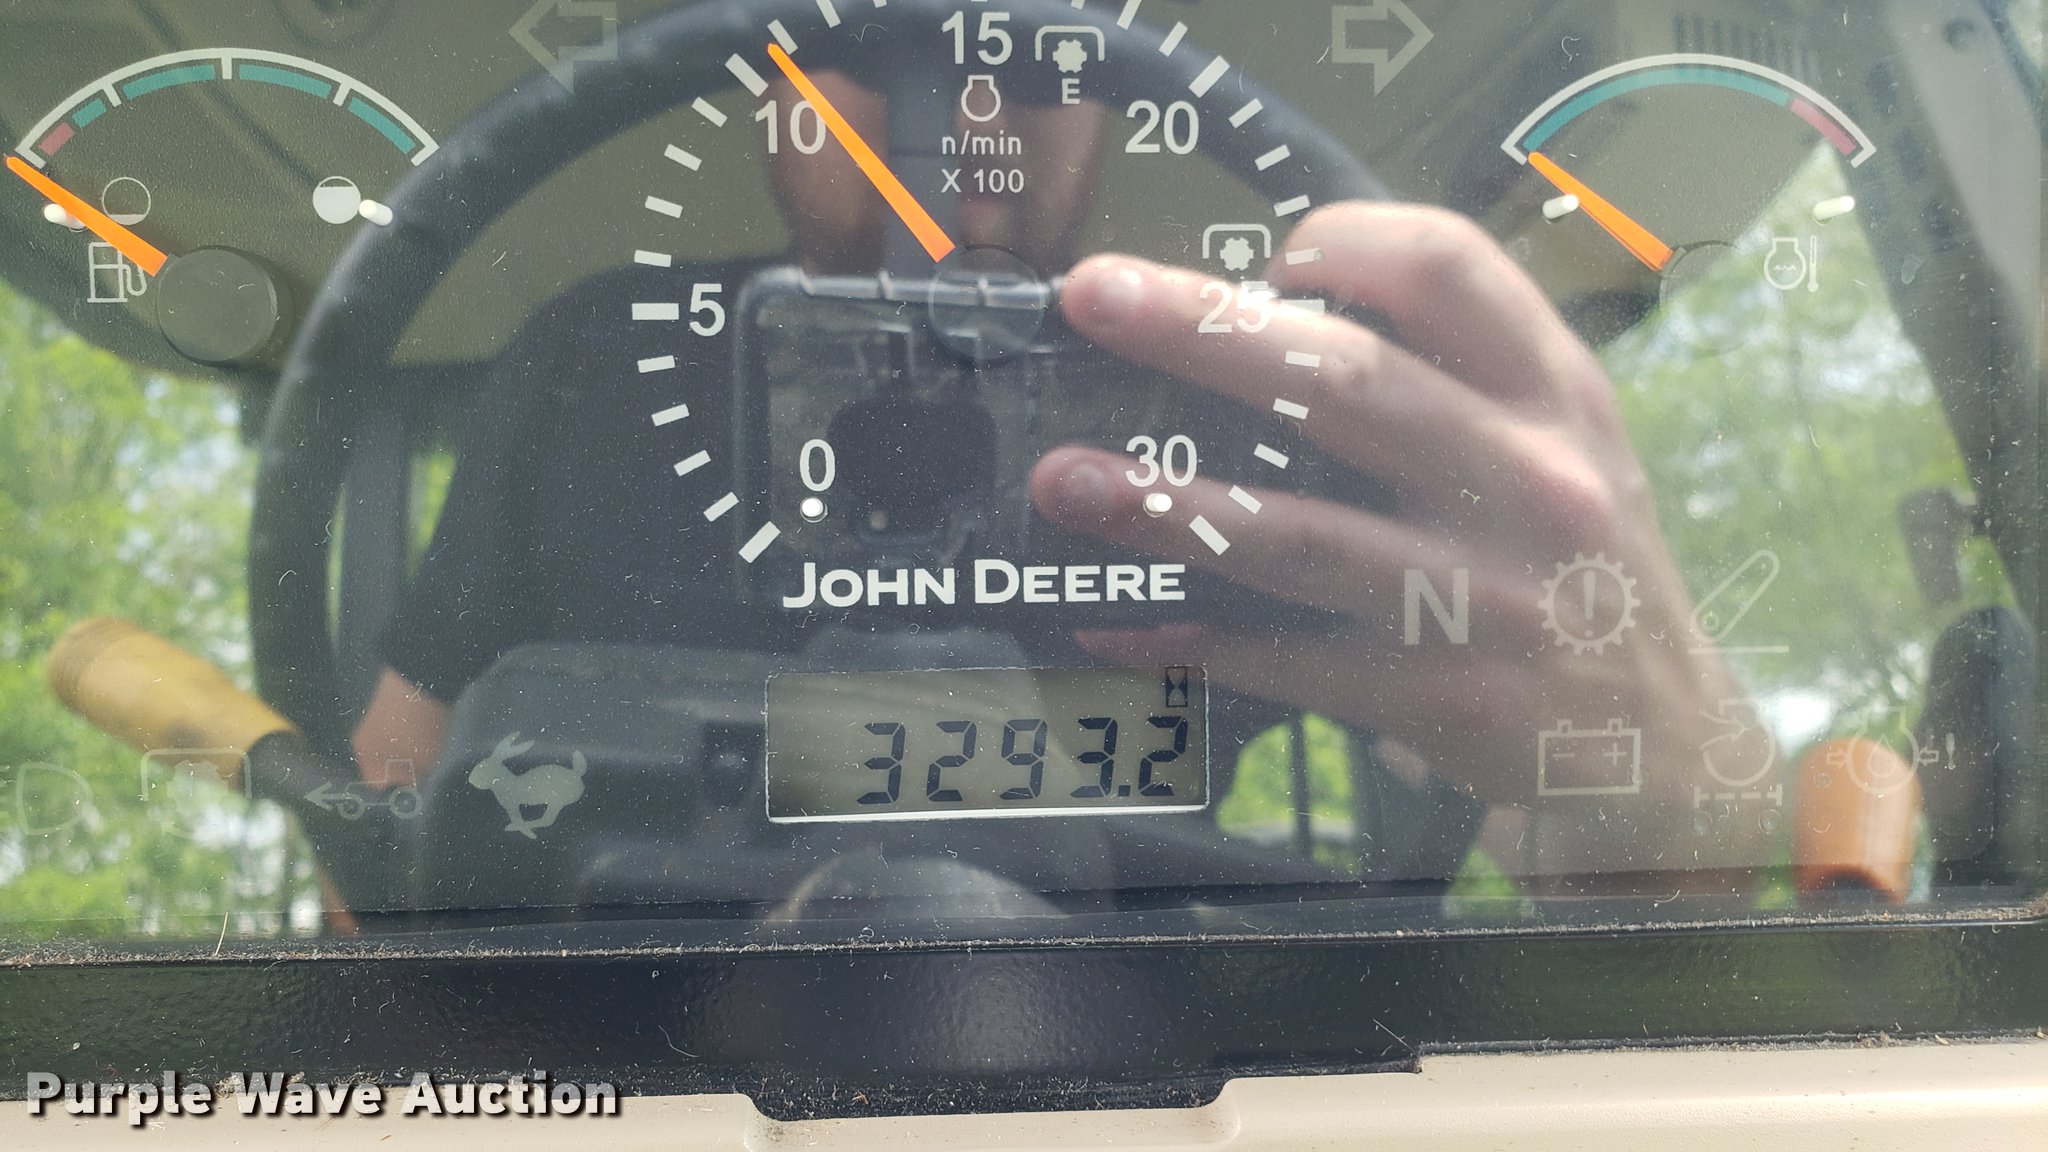 15
E
10
20
n/min
X 100
5
25
0
30
JOHN DEERE
N
3293.2
Purple Wave Auction